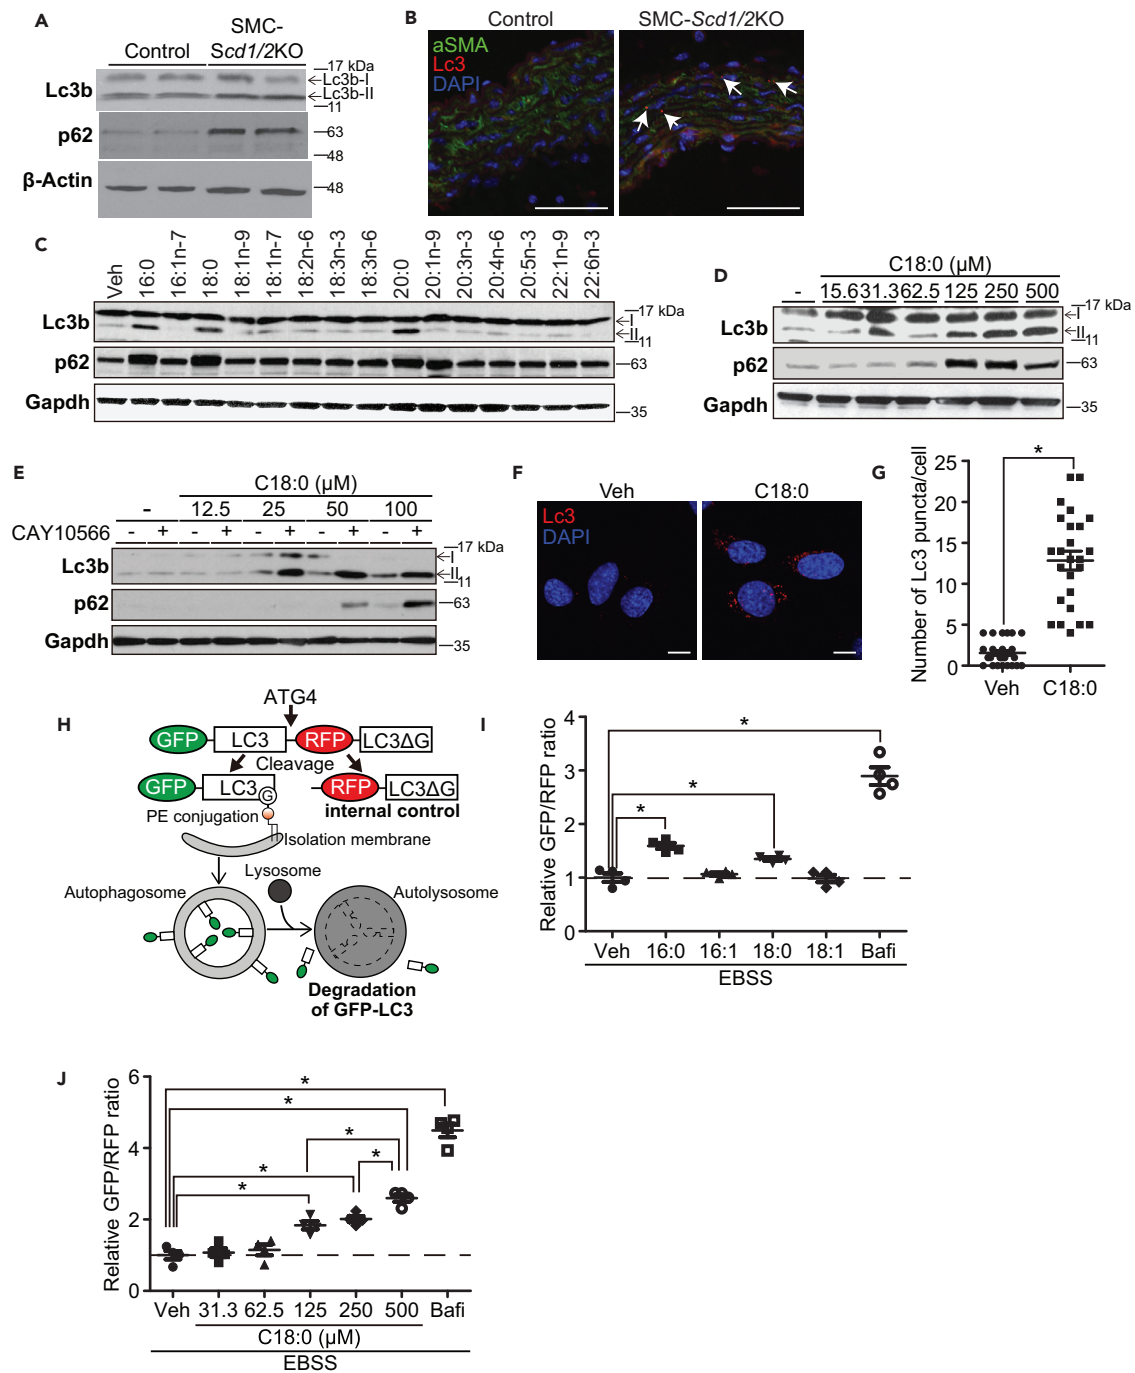 A
Control
SMC-
Scd1/2KO
Lc3b
17 kDa
Lc3b-I
Lc3b-II
11
p62
63
48
β-Actin
48
B
Control
SMC-Scd1/2KO
aSMA
Lc3
DAPI
C
Veh
16:0
16:1n-7
18:0
18:1n-9
18:1n-7
18:2n-6
18:3n-3
18:3n-6
20:0
20:1n-9
20:3n-3
20:4n-6
20:5n-3
22:1n-9
22:6n-3
Lc3b
17 kDa
I
II
11
p62
63
Gapdh
35
D
C18:0 (μM)
- 15.6 31.3 62.5 125 250 500
Lc3b
17 kDa
I
II
11
p62
63
Gapdh
35
E
C18:0 (μM)
- 12.5 25 50 100
CAY10566 - + - + - + - + - +
Lc3b
17 kDa
I
II
11
p62
63
Gapdh
35
F
Veh
C18:0
Lc3
DAPI
G
Number of Lc3 puncta/cell
25
20
15
10
5
0
*
Veh C18:0
H
ATG4
GFP LC3 RFP LC3ΔG
Cleavage
GFP LC3 G RFP LC3ΔG
internal control
PE conjugation
Isolation membrane
Lysosome
Autophagosome
Autolysosome
Degradation
of GFP-LC3
I
Relative GFP/RFP ratio
4
3
2
1
0
*
*
*
Veh 16:0 16:1 18:0 18:1 Bafi
EBSS
J
Relative GFP/RFP ratio
6
4
2
0
*
*
*
*
*
*
Veh 31.3 62.5 125 250 500 Bafi
C18:0 (μM)
EBSS